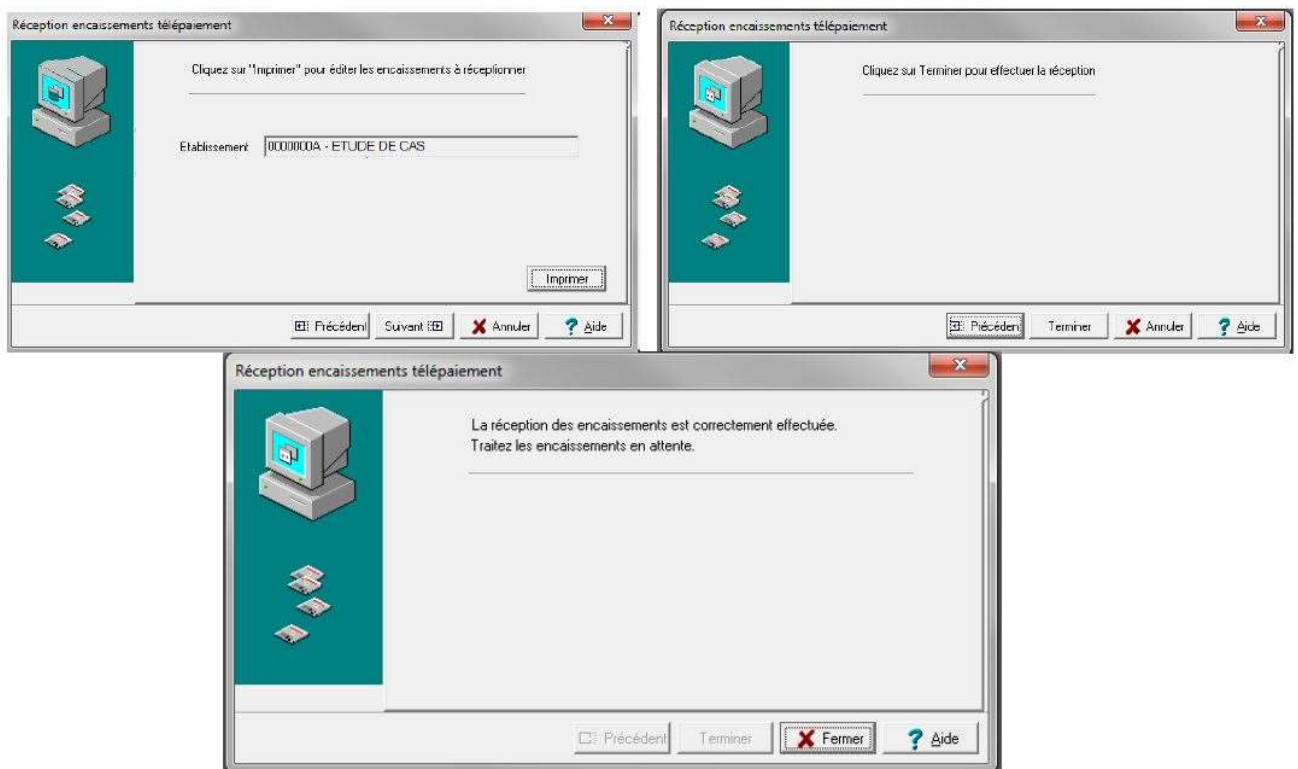 Réception encaissements télépaiement
Cliquez sur "Imprimer" pour éditer les encaissements à réceptionner
Etablissement 0000000A - ETUDE DE CAS
Imprimer
Précédent Suivant Annuler ? Aide
Réception encaissements télépaiement
Cliquez sur Terminer pour effectuer la réception
Précéden Terminer Annuler ? Aide
Réception encaissements télépaiement
La réception des encaissements est correctement effectuée.
Traitez les encaissements en attente.
Précédent Terminer Fermer ? Aide